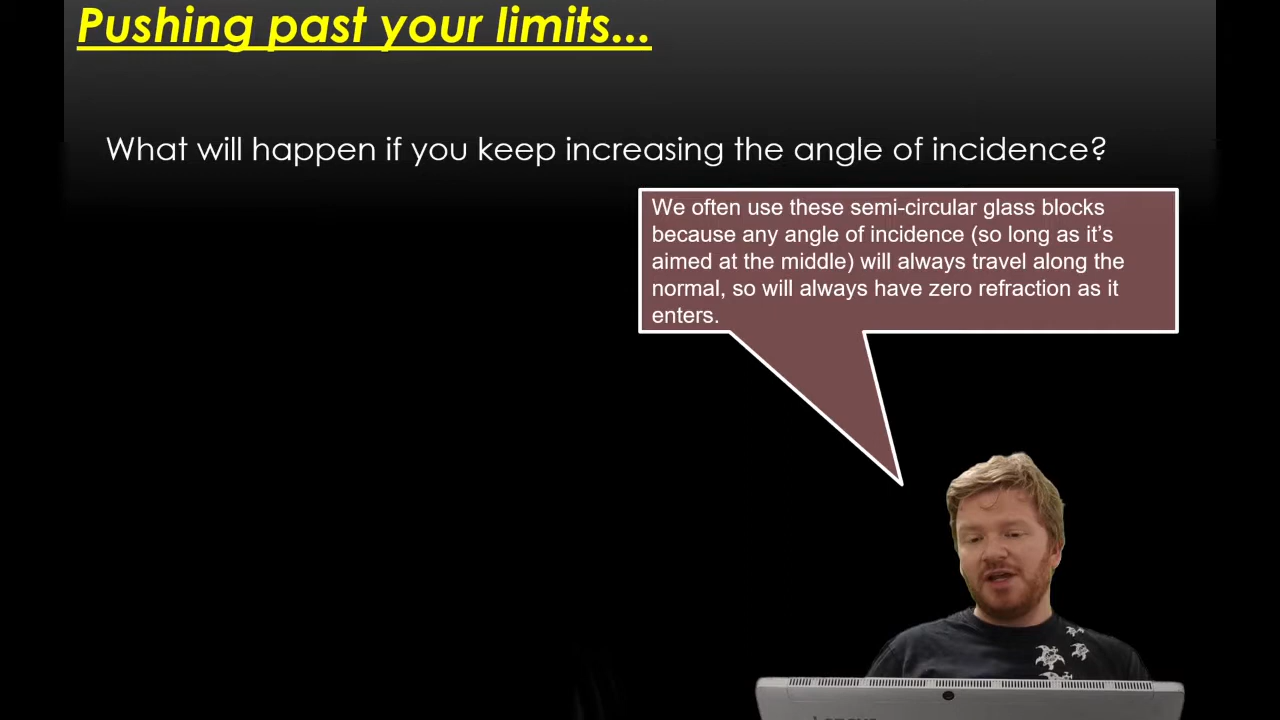 Pushing past your limits...
What will happen if you keep increasing the angle of incidence?
We often use these semi-circular glass blocks
because any angle of incidence (so long as it's
aimed at the middle) will always travel along the
normal, so will always have zero refraction as it
enters.